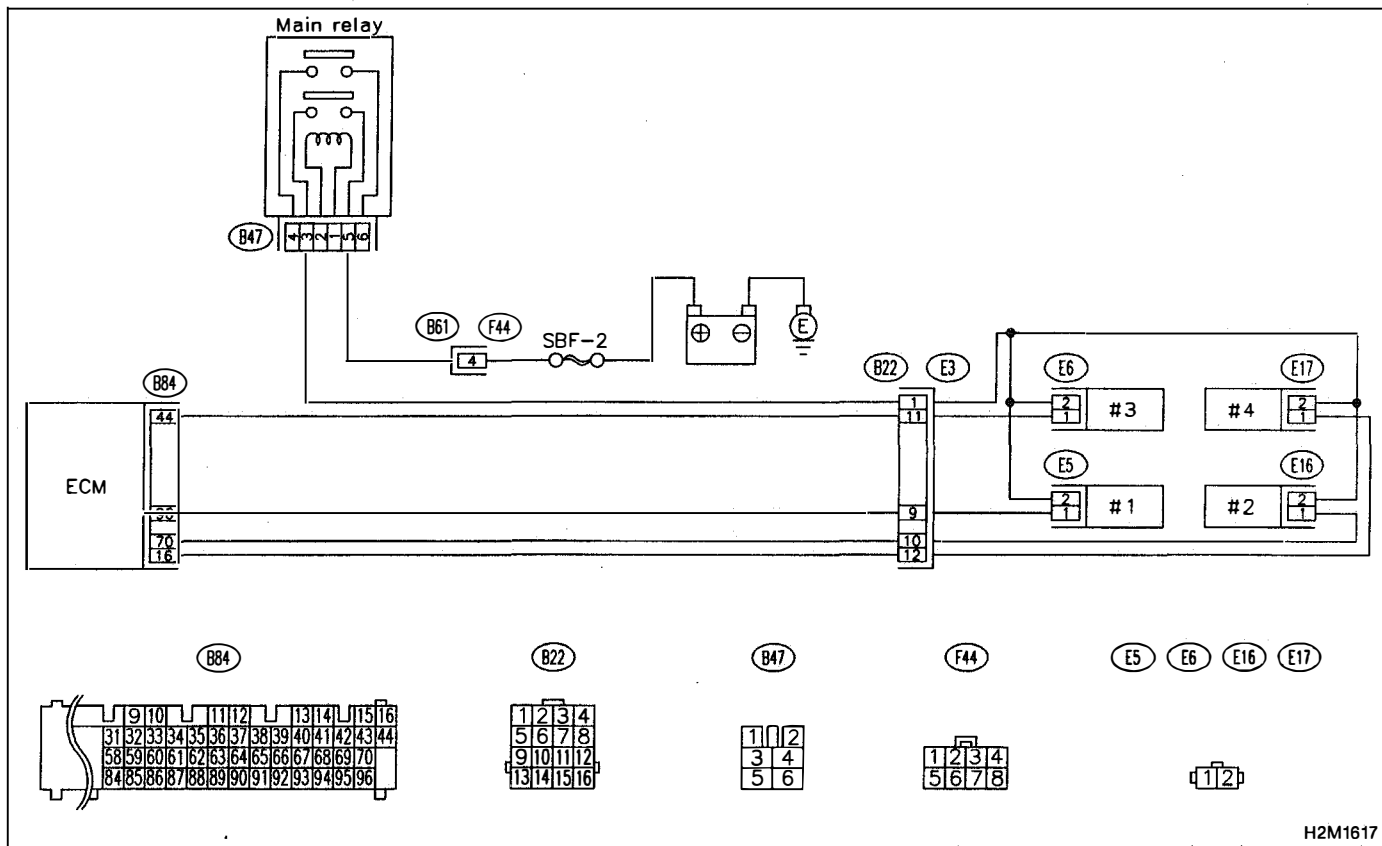 Main relay
B47 4 3 2 1 5 6
B61 F44 SBF-2 E
4
B84 B22 E3 E6 E17
44 1 2 #3 #4 2
11 1 1
E5 E16
ECM 2 #1 #2 2
9 1 1
70 10
16 12
B84 B22 B47 F44 E5 E6 E16 E17
9 10 11 12 13 14 15 16
31 32 33 34 35 36 37 38 39 40 41 42 43 44
58 59 60 61 62 63 64 65 66 67 68 69 70
84 85 86 87 88 89 90 91 92 93 94 95 96
1 2 3 4
5 6 7 8
9 10 11 12
13 14 15 16
1 2
3 4
5 6
1 2 3 4
5 6 7 8
1 2
H2M1617